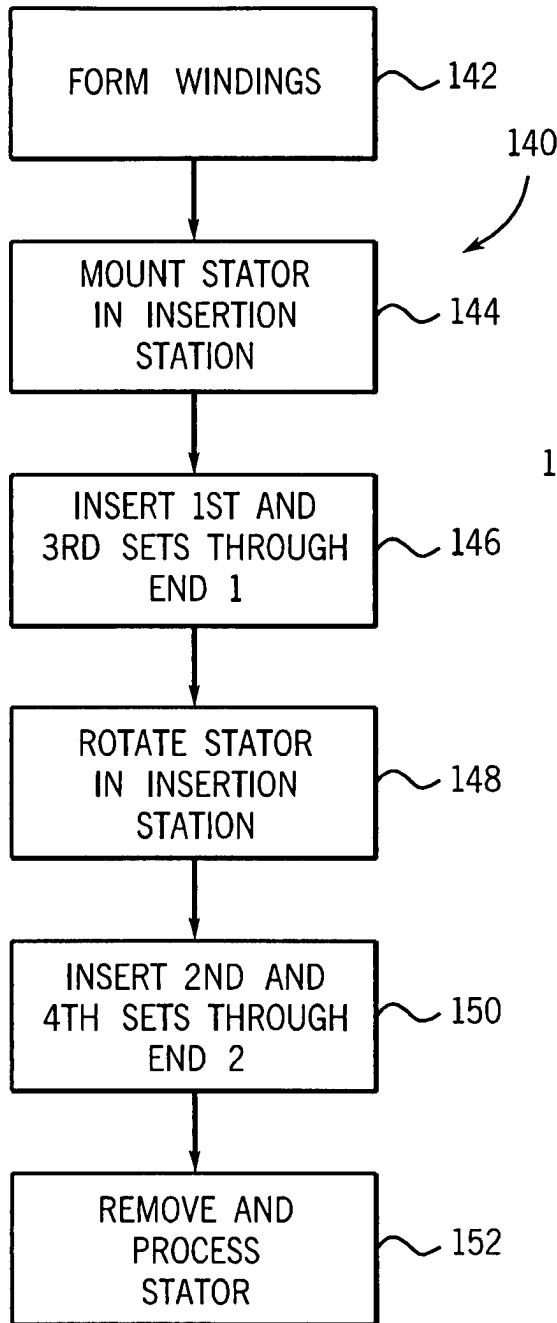 FORM WINDINGS
142
140
MOUNT STATOR
IN INSERTION
STATION
144
1
INSERT 1ST AND
3RD SETS THROUGH
END 1
146
ROTATE STATOR
IN INSERTION
STATION
148
INSERT 2ND AND
4TH SETS THROUGH
END 2
150
REMOVE AND
PROCESS
STATOR
152